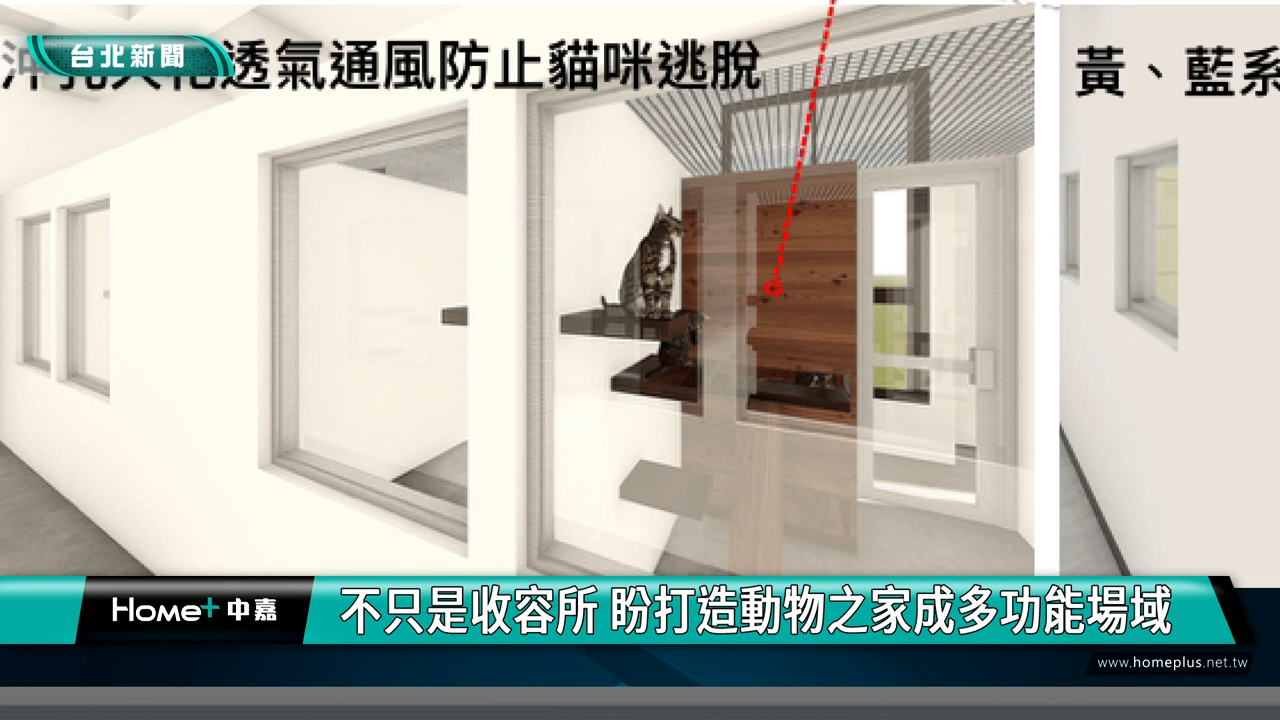 台北新聞
透氣通風防止貓咪逃脫
黃、藍系
Home+中嘉
不只是收容所 盼打造動物之家成多功能場域
www.homeplus.net.tw